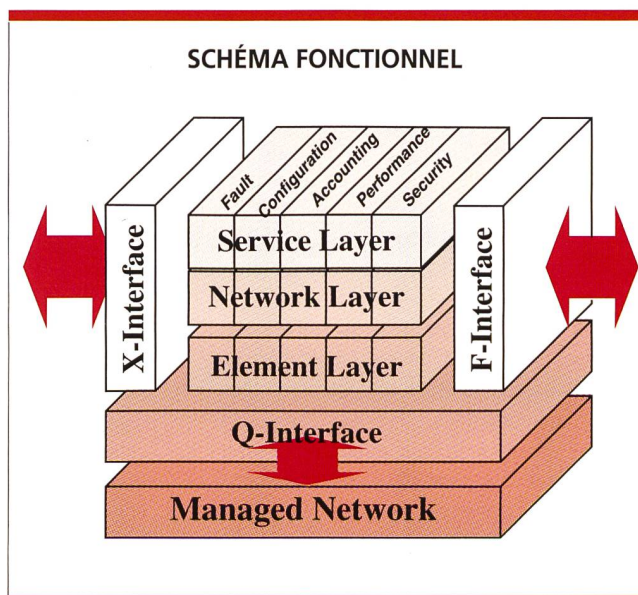 SCHÉMA FONCTIONNEL
Fault
Configuration
Accounting
Performance
Security
Service Layer
Network Layer
Element Layer
X-Interface
F-Interface
Q-Interface
Managed Network